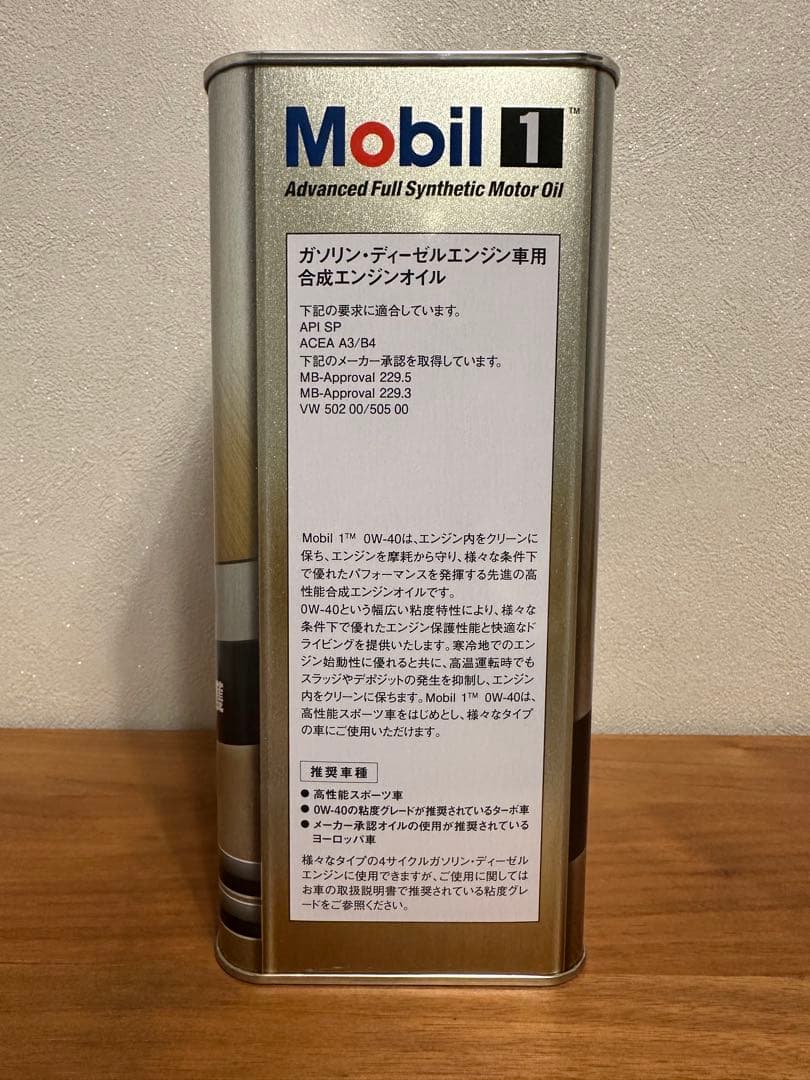 Mobil 1™
Advanced Full Synthetic Motor Oil
ガソリン・ディーゼルエンジン車用
合成エンジンオイル
下記の要求に適合しています。
API SP
ACEA A3/B4
下記のメーカー承認を取得しています。
MB-Approval 229.5
MB-Approval 229.3
VW 502 00/505 00
Mobil 1™ 0W-40は、エンジン内をクリーンに
保ち、エンジンを摩耗から守り、様々な条件下
で優れたパフォーマンスを発揮する先進の高
性能合成エンジンオイルです。
0W-40という幅広い粘度特性により、様々な
条件下で優れたエンジン保護性能と快適なド
ライビングを提供いたします。寒冷地でのエン
ジン始動性に優れると共に、高温運転時でも
スラッジやデポジットの発生を抑制し、エンジン
内をクリーンに保ちます。Mobil 1™ 0W-40は、
高性能スポーツ車をはじめとし、様々なタイプ
の車にご使用いただけます。
推奨車種
● 高性能スポーツ車
● 0W-40の粘度グレードが推奨されているターボ車
● メーカー承認オイルの使用が推奨されている
ヨーロッパ車
様々なタイプの4サイクルガソリン・ディーゼル
エンジンに使用できますが、ご使用に関しては
お車の取扱説明書で推奨されている粘度グレ
ードをご参照ください。